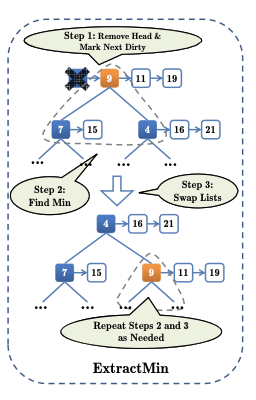 Step 1: Remove Head &
Mark Next Dirty
9 11 19
7 15 4 16 21
... ... ... ...
Step 2:
Find Min
Step 3:
Swap Lists
4 16 21
7 15 9 11 19
... ... ... ...
Repeat Steps 2 and 3
as Needed
ExtractMin